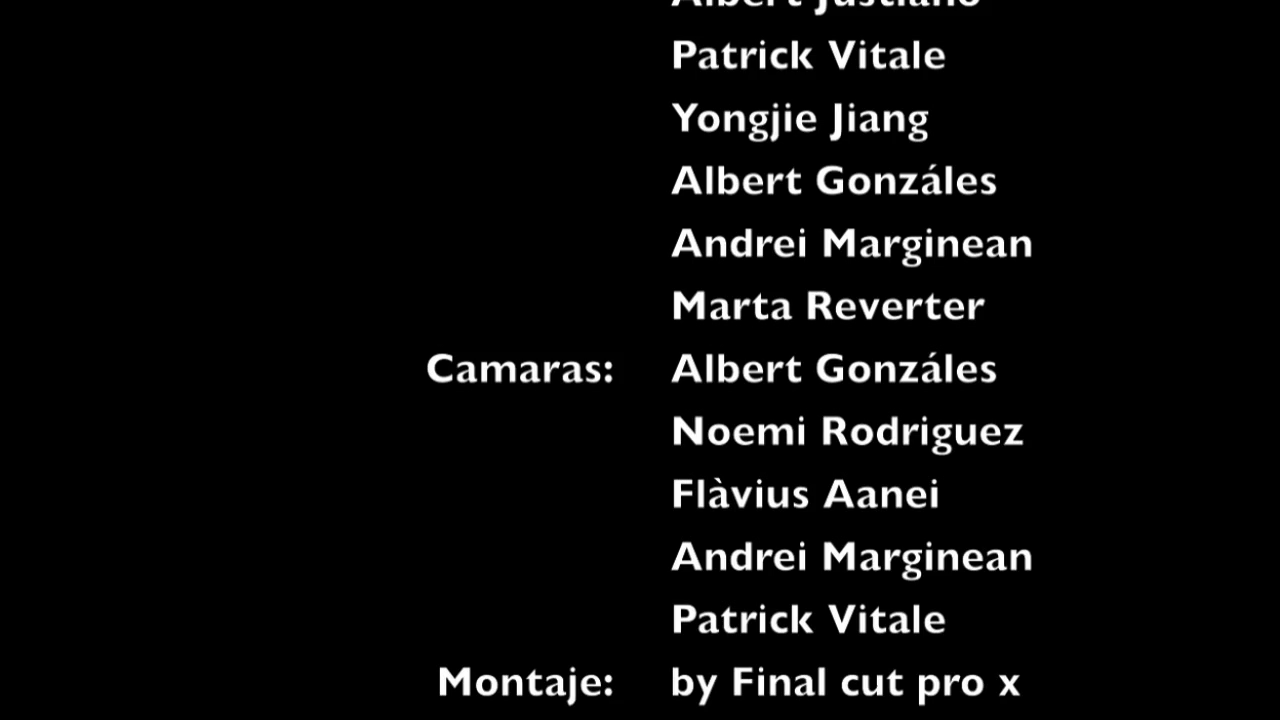 Albert Justiano
Patrick Vitale
Yongjie Jiang
Albert Gonzáles
Andrei Marginean
Marta Reverter
Camaras: Albert Gonzáles
Noemi Rodriguez
Flàvius Aanei
Andrei Marginean
Patrick Vitale
Montaje: by Final cut pro x